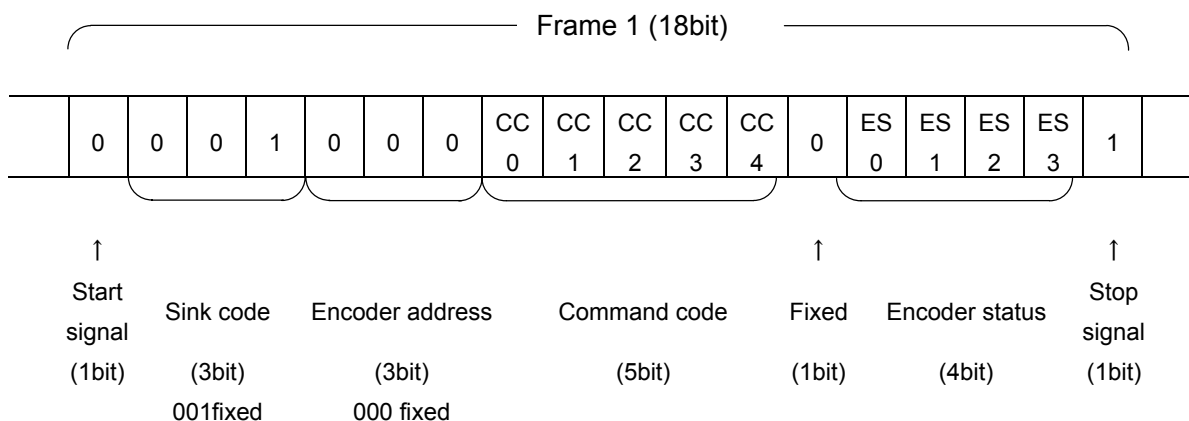 Frame 1 (18bit)
0 0 0 1 0 0 0 CC 0 CC 1 CC 2 CC 3 CC 4 0 ES 0 ES 1 ES 2 ES 3 1
↑ ↑ ↑
Start signal Sink code Encoder address Command code Fixed Encoder status Stop signal
(1bit) (3bit) (3bit) (5bit) (1bit) (4bit) (1bit)
001fixed 000 fixed